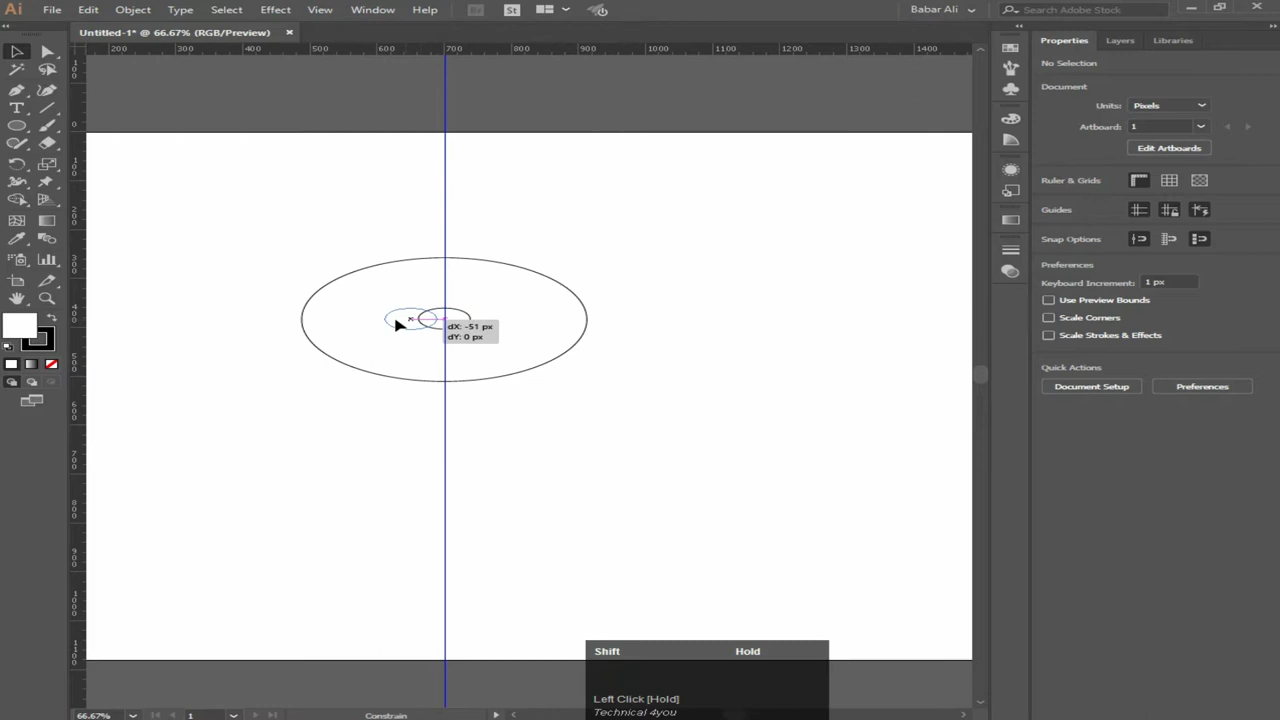 Ai File Edit Object Type Select Effect View Window Help Br St Babar Ali Search Adobe Stock
Untitled-1* @ 66.67% (RGB/Preview)
200 300 400 500 600 700 800 900 1000 1100 1200 1300 1400
Properties Layers Libraries
No Selection
Document
Units: Pixels
Artboard: 1
Edit Artboards
Ruler & Grids
Guides
Snap Options
Preferences
Keyboard Increment: 1 px
Use Preview Bounds
Scale Corners
Scale Strokes & Effects
Quick Actions
Document Setup Preferences
dX: -51 px
dY: 0 px
Shift Hold
Left Click [Hold]
Technical 4you
66.67% 1 Constrain